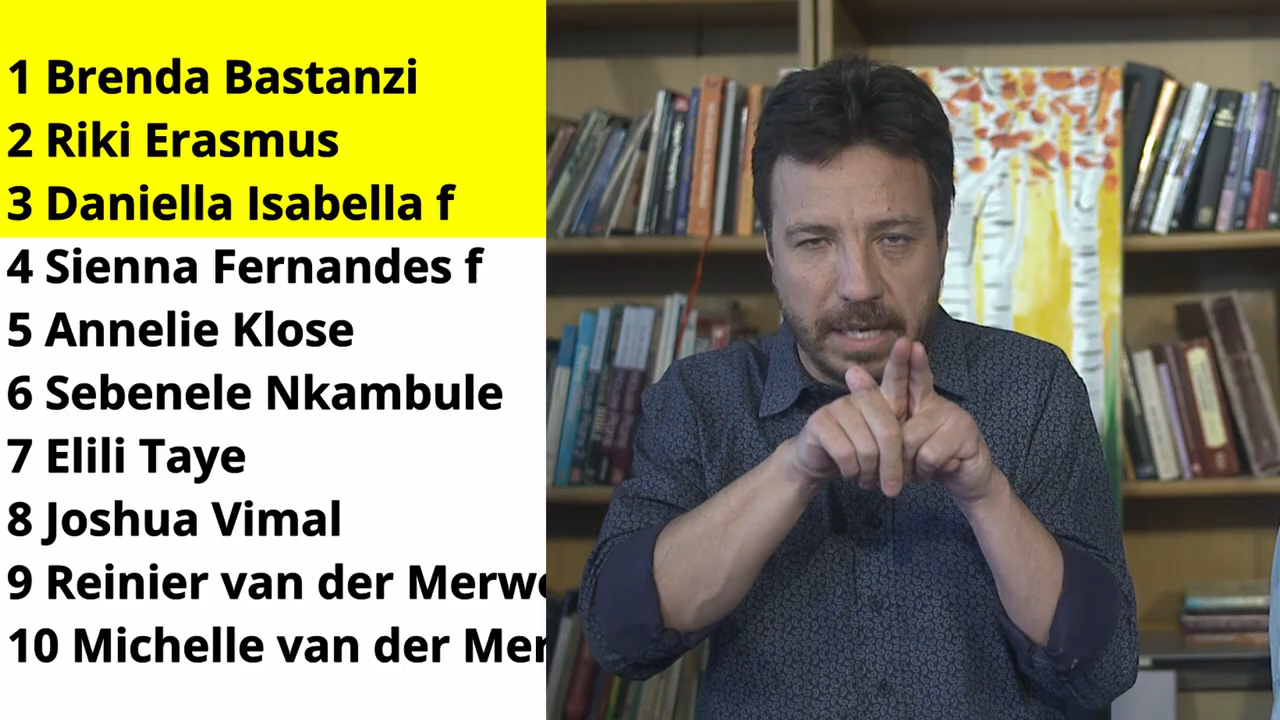 1 Brenda Bastanzi
2 Riki Erasmus
3 Daniella Isabella f
4 Sienna Fernandes f
5 Annelie Klose
6 Sebenele Nkambule
7 Elili Taye
8 Joshua Vimal
9 Reinier van der
10 Michelle van der